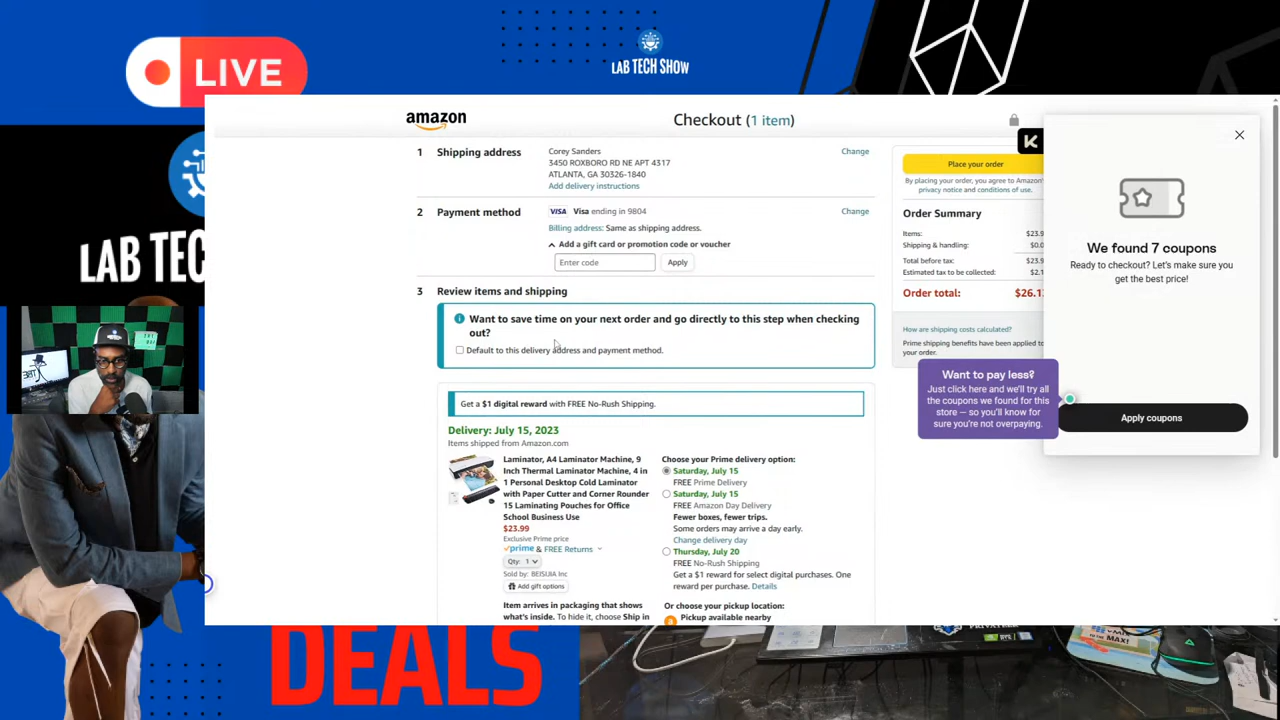 LIVE
LAB TECH SHOW
LAB TEC
amazon
Checkout (1 item)
1 Shipping address
Corey Sanders
3450 ROXBORO RD NE APT 4317
ATLANTA, GA 30326-1840
Add delivery instructions
Change
2 Payment method
VISA Visa ending in 9804
Change
Billing address: Same as shipping address.
Add a gift card or promotion code or voucher
Enter code
Apply
3 Review items and shipping
Want to save time on your next order and go directly to this step when checking
out?
Default to this delivery address and payment method.
Get a $1 digital reward with FREE No-Rush Shipping.
Delivery: July 15, 2023
Items shipped from Amazon.com
Laminator, A4 Laminator Machine, 9
Inch Thermal Laminator Machine, 4 in
1 Personal Desktop Cold Laminator
with Paper Cutter and Corner Rounder
15 Laminating Pouches for Office
School Business Use
$23.99
Exclusive Prime price
prime & FREE Returns
Qty: 1
Sold by: BEISIJIA Inc
Add gift options
Item arrives in packaging that shows
what's inside. To hide it, choose Ship in
Choose your Prime delivery option:
Saturday, July 15
FREE Prime Delivery
Saturday, July 15
FREE Amazon Day Delivery
Fewer boxes, fewer trips.
Some orders may arrive a day early.
Change delivery day
Thursday, July 20
FREE No-Rush Shipping
Get a $1 reward for select digital purchases. One
reward per purchase. Details
Or choose your pickup location:
Pickup available nearby
Place your order
By placing your order, you agree to Amazon's
privacy notice and conditions of use.
Order Summary
Items: $23.9
Shipping & handling: $0.0
Total before tax: $23.9
Estimated tax to be collected: $2.1
Order total: $26.1
How are shipping costs calculated?
Prime shipping benefits have been applied to
your order.
Want to pay less?
Just click here and we'll try all
the coupons we found for this
store – so you'll know for
sure you're not overpaying.
K
We found 7 coupons
Ready to checkout? Let's make sure you
get the best price!
Apply coupons
DEALS